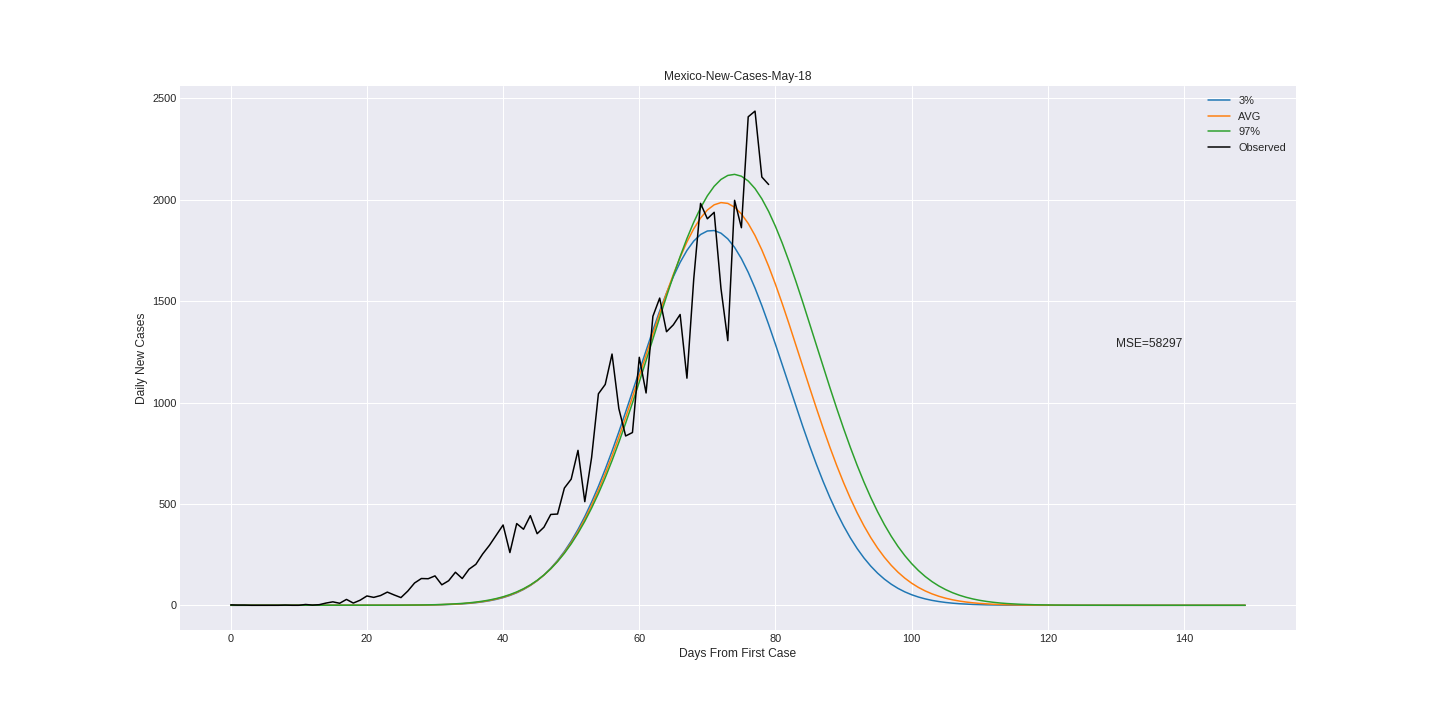 Mexico-New-Cases-May-18
3%
AVG
97%
Observed
MSE=58297
Daily New Cases
2500
2000
1500
1000
500
0
0 20 40 60 80 100 120 140
Days From First Case